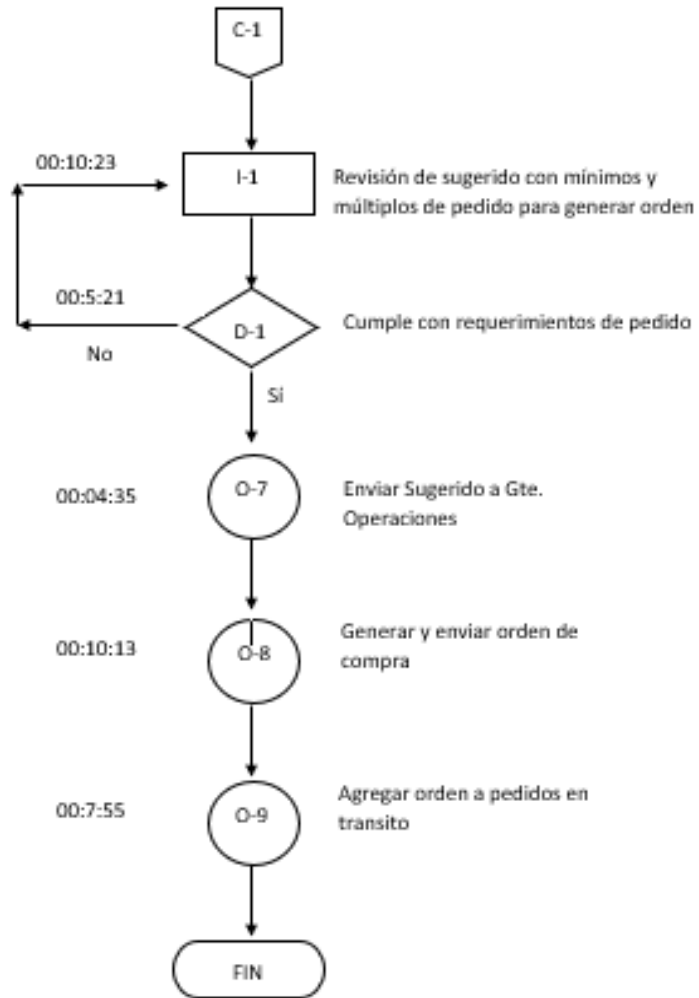 C-1
00:10:23
I-1
Revisión de sugerido con mínimos y
múltiplos de pedido para generar orden
00:5:21
D-1
Cumple con requerimientos de pedido
No
Sí
00:04:35
O-7
Enviar Sugerido a Gte.
Operaciones
00:10:13
O-8
Generar y enviar orden de
compra
00:7:55
O-9
Agregar orden a pedidos en
transito
FIN